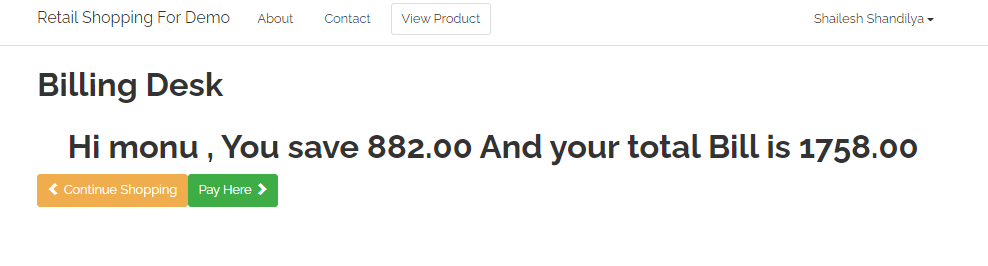 Retail Shopping For Demo About Contact View Product Shailesh Shandilya
Billing Desk
Hi monu , You save 882.00 And your total Bill is 1758.00
Continue Shopping Pay Here